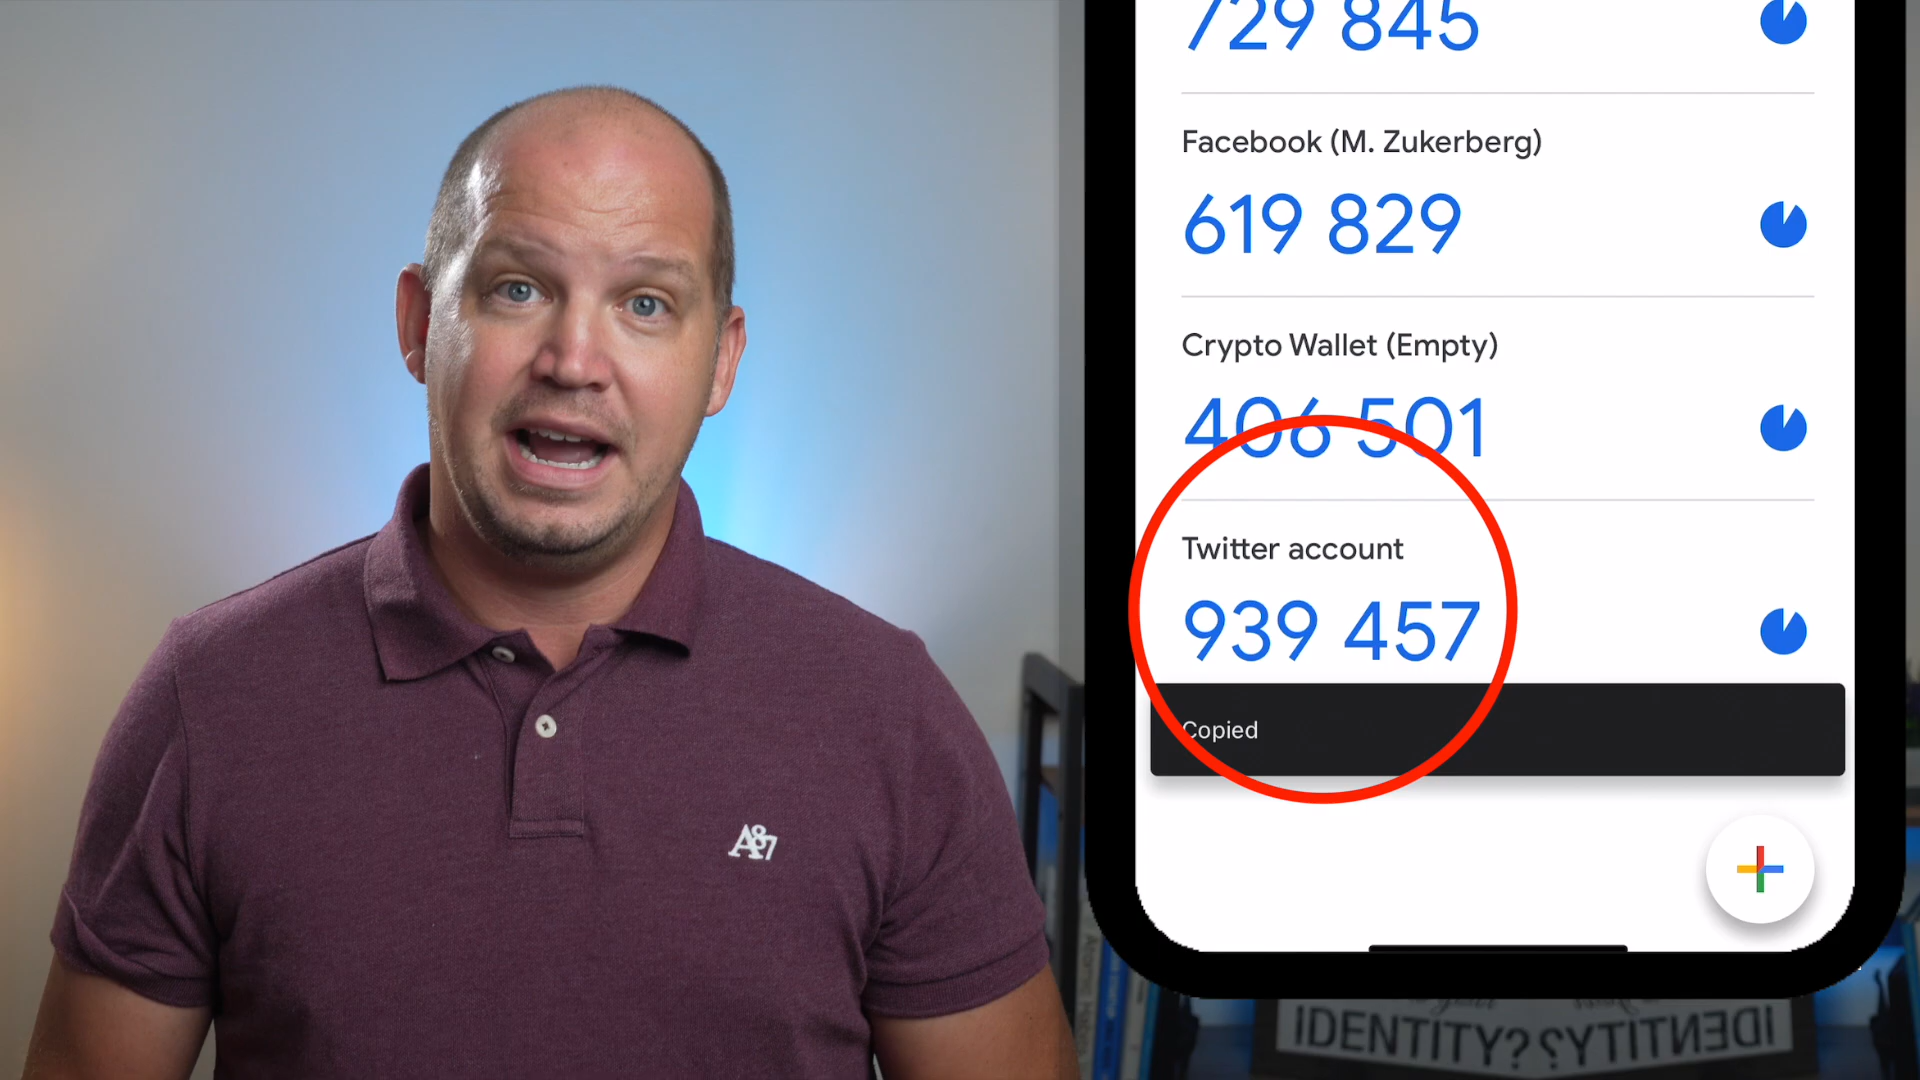 729 845
Facebook (M. Zukerberg)
619 829
Crypto Wallet (Empty)
406 501
Twitter account
939 457
Copied
A87
IDENTITY?